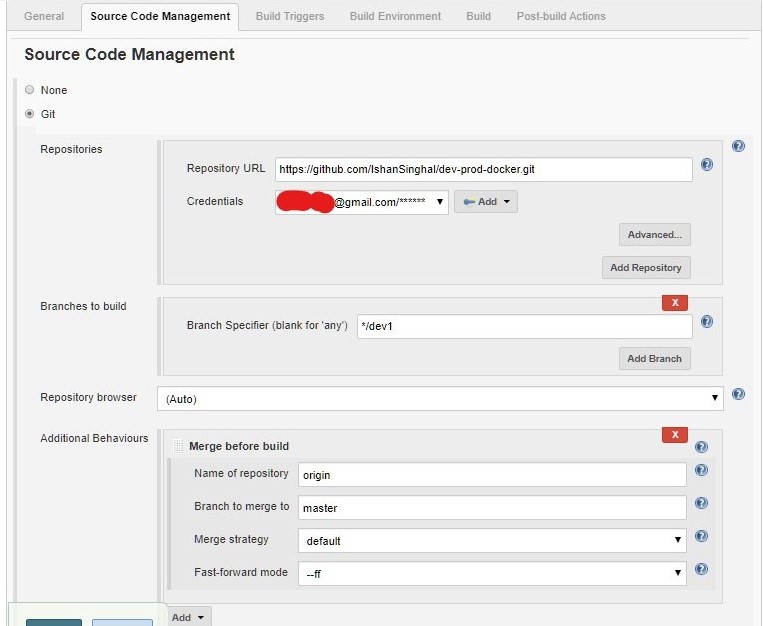 General Source Code Management Build Triggers Build Environment Build Post-build Actions
Source Code Management
None
Git
Repositories
Repository URL https://github.com/IshanSinghal/dev-prod-docker.git
Credentials @gmail.com/****** Add
Advanced...
Add Repository
Branches to build
X
Branch Specifier (blank for 'any') */dev1
Add Branch
Repository browser (Auto)
Additional Behaviours
X
Merge before build
Name of repository origin
Branch to merge to master
Merge strategy default
Fast-forward mode --ff
Add